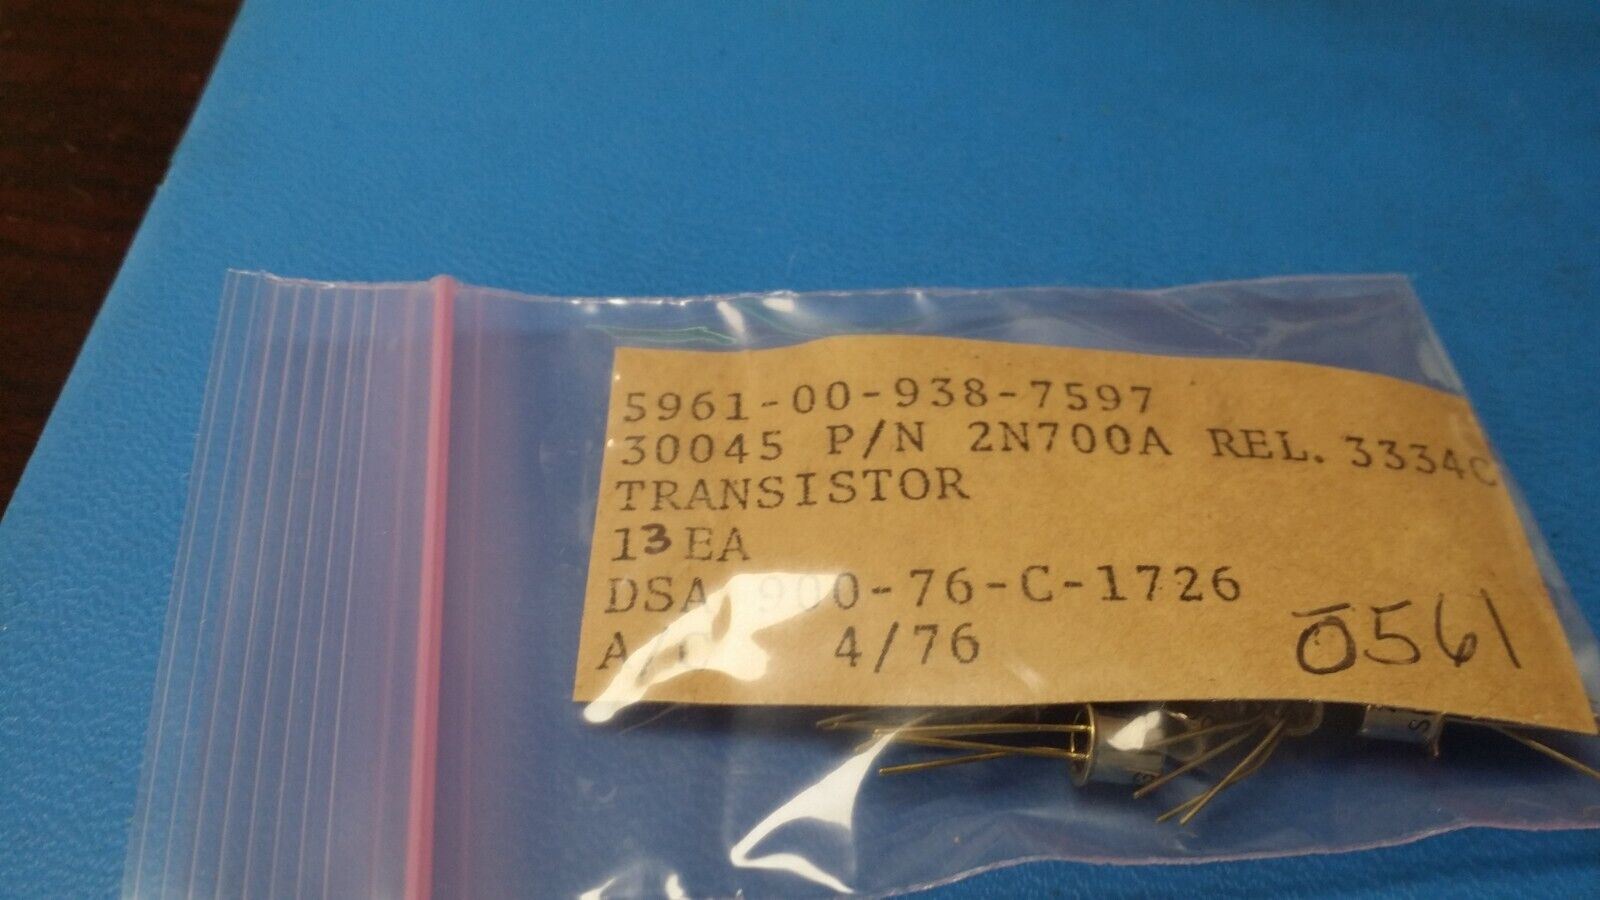 5961-00-938-7597
30045 P/N 2N700A REL. 3334C
TRANSISTOR
13 EA
DSA 900-76-C-1726
4/76
0561